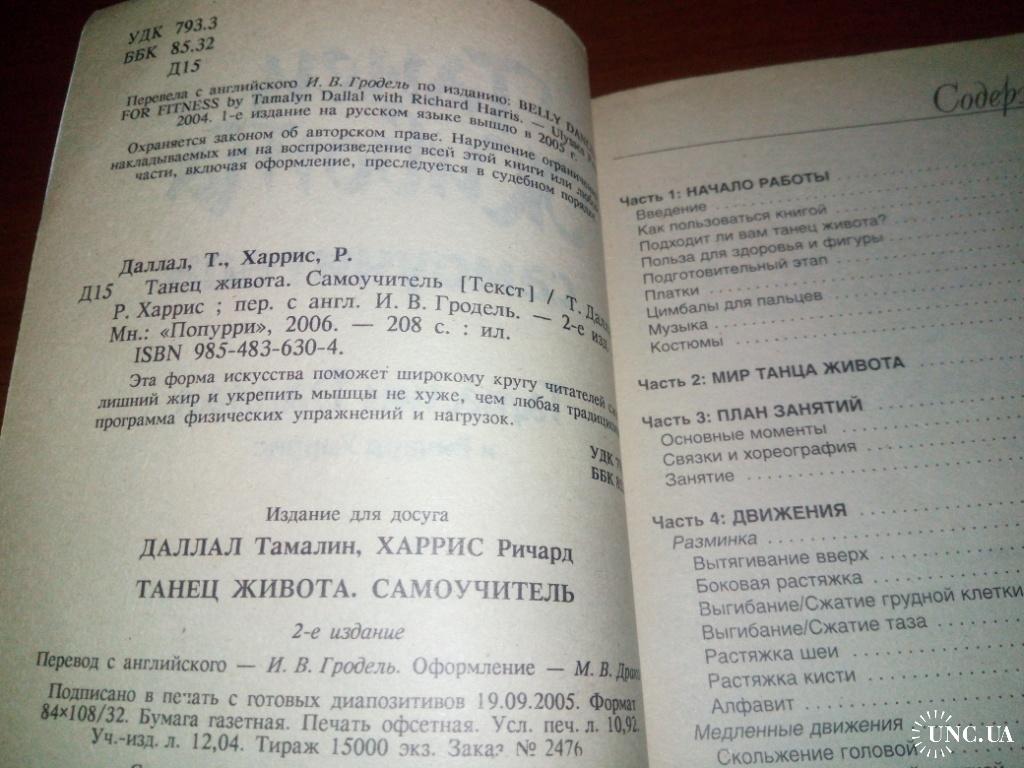 УДК 793.3
ББК 85.32
Д15
Перевела с английского И. В. Гродель по изданию: BELLY DANCING
FOR FITNESS by Tamalyn Dallal with Richard Harris. — Ulysses
2004. 1-е издание на русском языке вышло в 2005 г.
Охраняется законом об авторском праве. Нарушение ограничений,
накладываемых им на воспроизведение всей этой книги или любой
части, включая оформление, преследуется в судебном порядке.
Даллал, Т., Харрис, Р.
Д15 Танец живота. Самоучитель [Текст] / Т. Даллал,
Р. Харрис ; пер. с англ. И. В. Гродель. — 2-е изд.
Мн.: «Попурри», 2006. — 208 с. : ил.
ISBN 985-483-630-4.
Эта форма искусства поможет широкому кругу читателей
лишний жир и укрепить мышцы не хуже, чем любая
программа физических упражнений и нагрузок.
УДК
ББК
Издание для досуга
ДАЛЛАЛ Тамалин, ХАРРИС Ричард
ТАНЕЦ ЖИВОТА. САМОУЧИТЕЛЬ
2-е издание
Перевод с английского — И. В. Гродель. Оформление — М. В.
Подписано в печать с готовых диапозитивов 19.09.2005. Формат
84×108/32. Бумага газетная. Печать офсетная. Усл. печ. л. 10,92.
Уч.-изд. л. 12,04. Тираж 15000 экз. Заказ № 2476
Содер
Часть 1: НАЧАЛО РАБОТЫ
Введение
Как пользоваться книгой
Подходит ли вам танец живота?
Польза для здоровья и фигуры
Подготовительный этап
Платки
Цимбалы для пальцев
Музыка
Костюмы
Часть 2: МИР ТАНЦА ЖИВОТА
Часть 3: ПЛАН ЗАНЯТИЙ
Основные моменты
Связки и хореография
Занятие
Часть 4: ДВИЖЕНИЯ
Разминка
Вытягивание вверх
Боковая растяжка
Выгибание/Сжатие грудной клетки
Выгибание/Сжатие таза
Растяжка шеи
Растяжка кисти
Алфавит
Медленные движения
Скольжение головой
UNC.UA